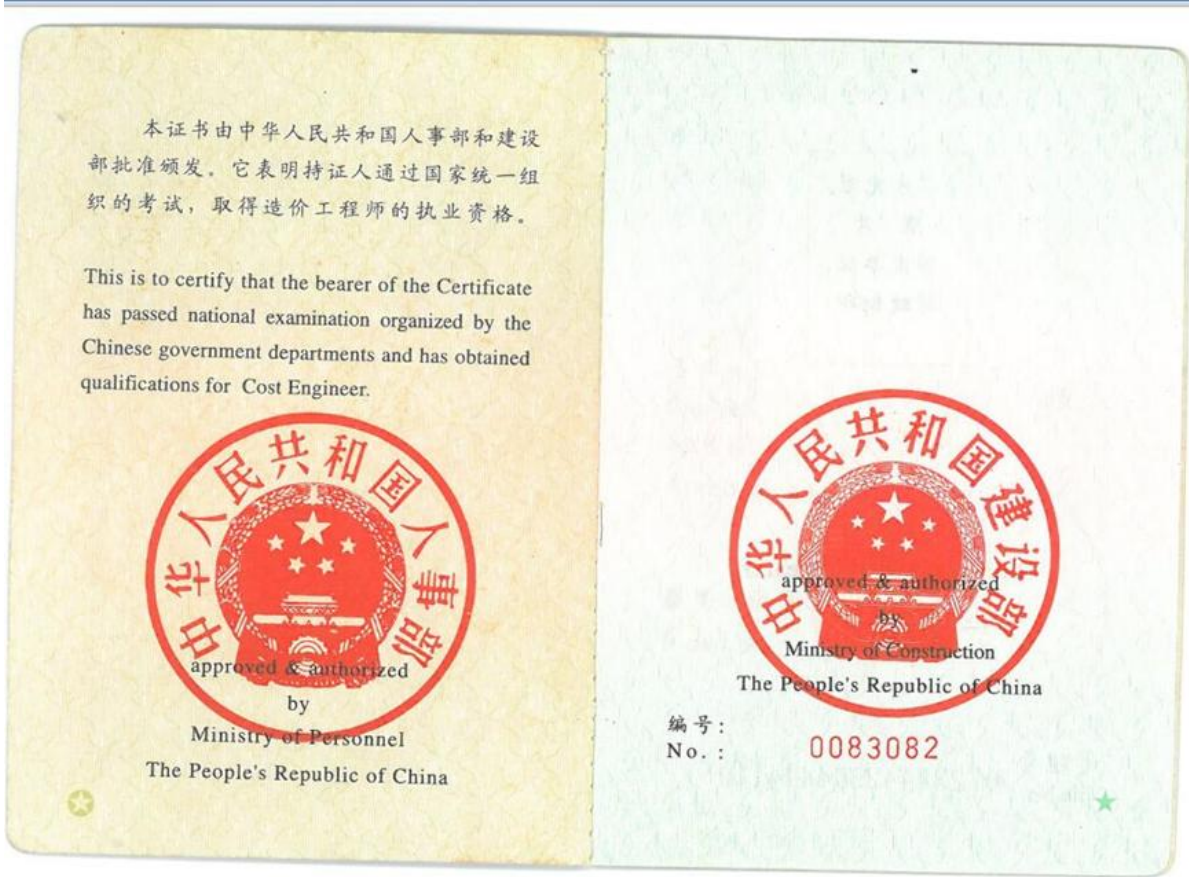 本证书由中华人民共和国人事部和建设
部批准颁发。它表明持证人通过国家统一组
织的考试，取得造价工程师的执业资格。
This is to certify that the bearer of the Certificate
has passed national examination organized by the
Chinese government departments and has obtained
qualifications for Cost Engineer.
中华人民共和国人事部
approved & authorized
by
Ministry of Personnel
The People's Republic of China
中华人民共和国建设部
approved & authorized
by
Ministry of Construction
The People's Republic of China
编号:
No.: 0083082